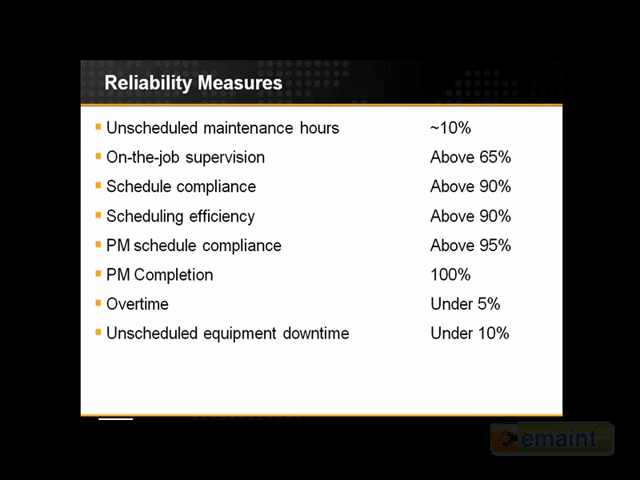 Reliability Measures
Unscheduled maintenance hours ~10%
On-the-job supervision Above 65%
Schedule compliance Above 90%
Scheduling efficiency Above 90%
PM schedule compliance Above 95%
PM Completion 100%
Overtime Under 5%
Unscheduled equipment downtime Under 10%
emaint